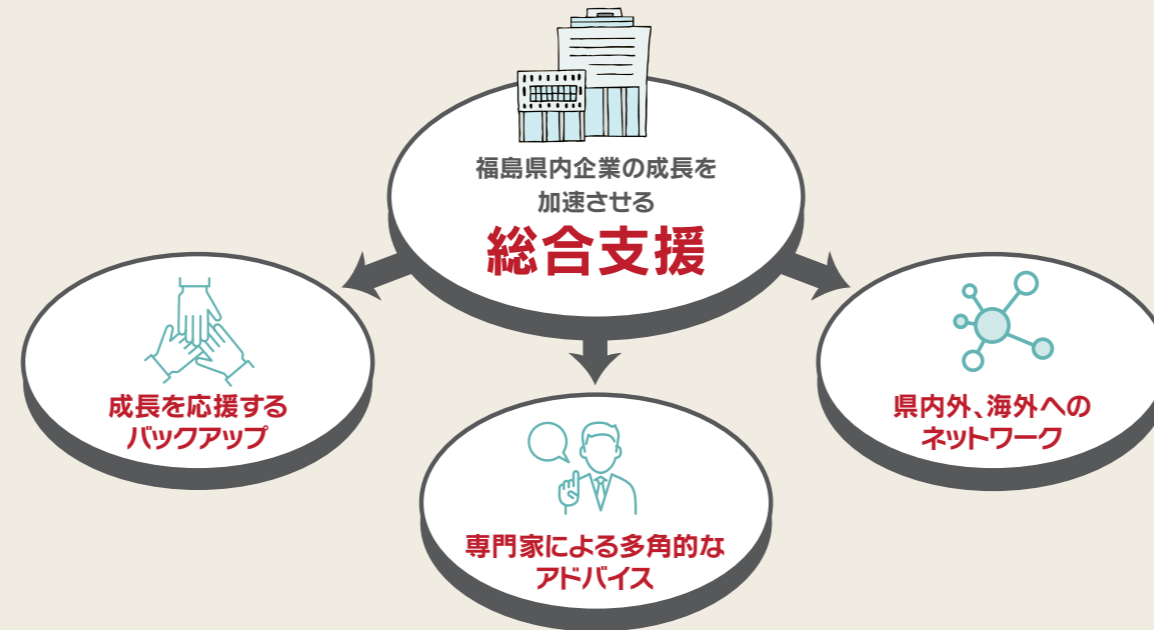 福島県内企業の成長を
加速させる
総合支援
成長を応援する
バックアップ
専門家による多角的な
アドバイス
県内外、海外への
ネットワーク